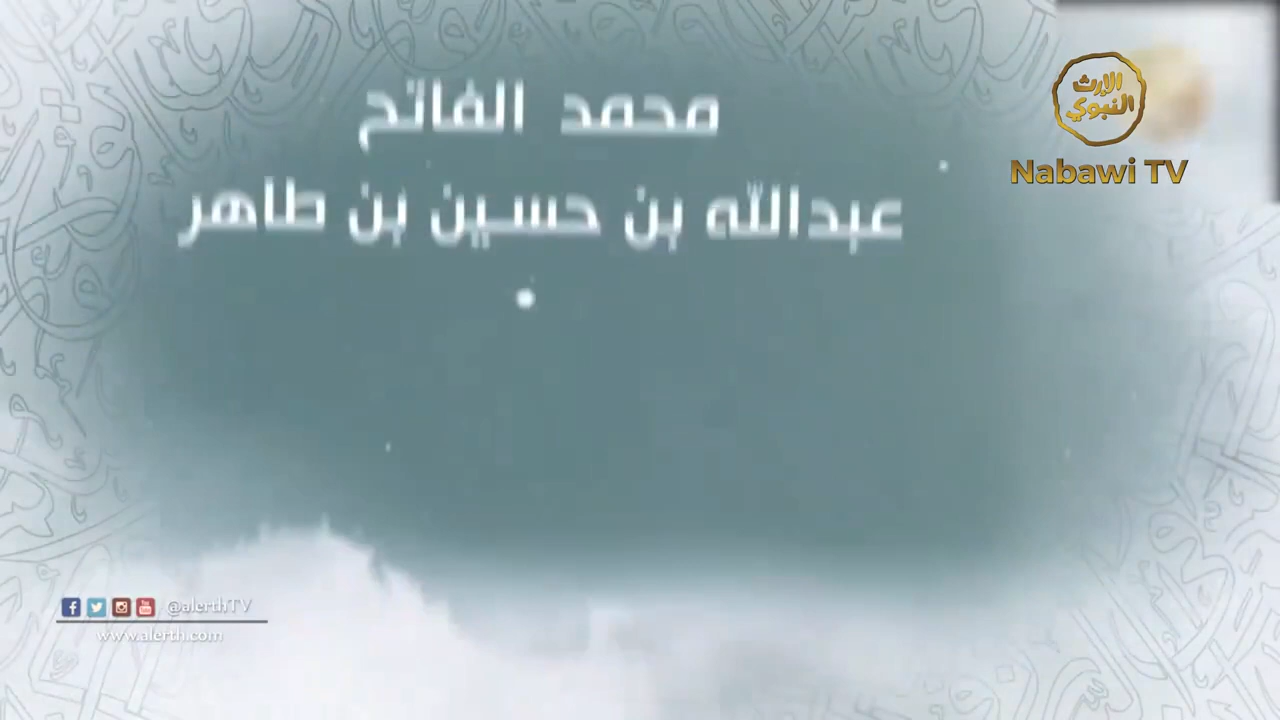 محمد الفاتح
عبدالله بن حسين بن طاهر
الإرث
النبوي
Nabawi TV
@alerthTV
www.alerth.com